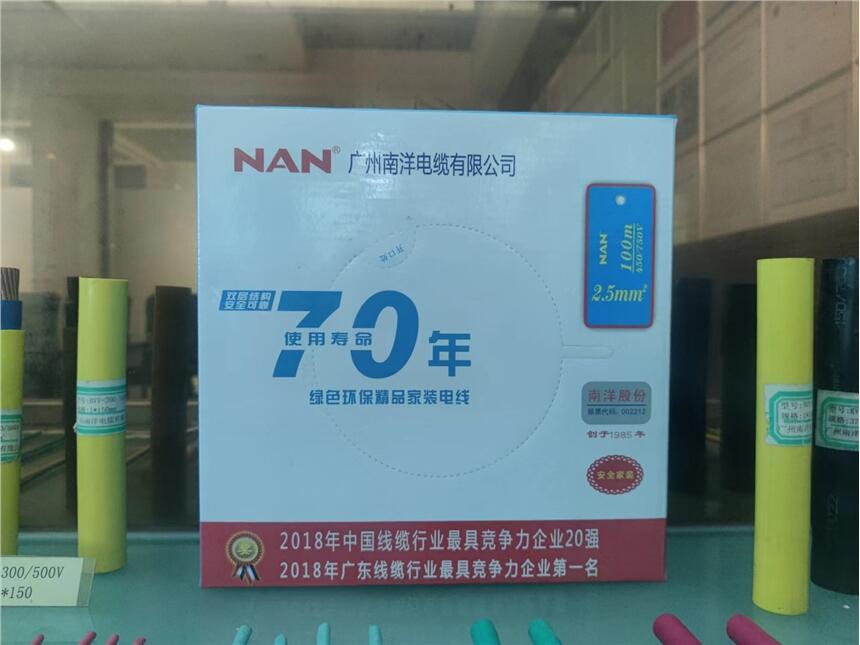 NAN® 广州南洋电缆有限公司
开口处
NAN
100m
450/750V
2.5mm²
双层结构
安全可靠
70年
使用寿命
绿色环保精品家装电线
南洋股份
股票代码：002212
创于1985年
安全家装
奖
2018年中国线缆行业最具竞争力企业20强
2018年广东线缆行业最具竞争力企业第一名
300/500V
*150